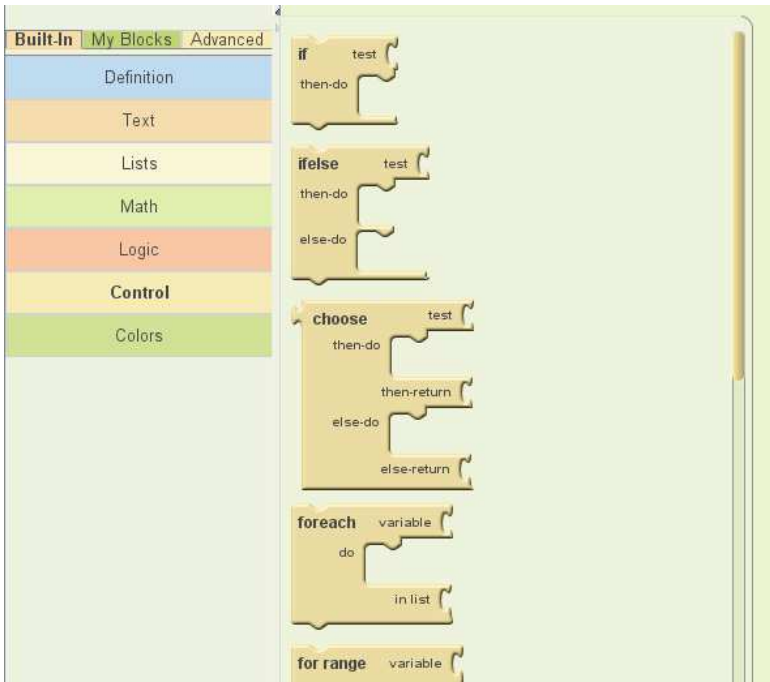 Built-In My Blocks Advanced
Definition
Text
Lists
Math
Logic
Control
Colors
if test
then-do
ifelse test
then-do
else-do
choose test
then-do
then-return
else-do
else-return
foreach variable
do
in list
for range variable